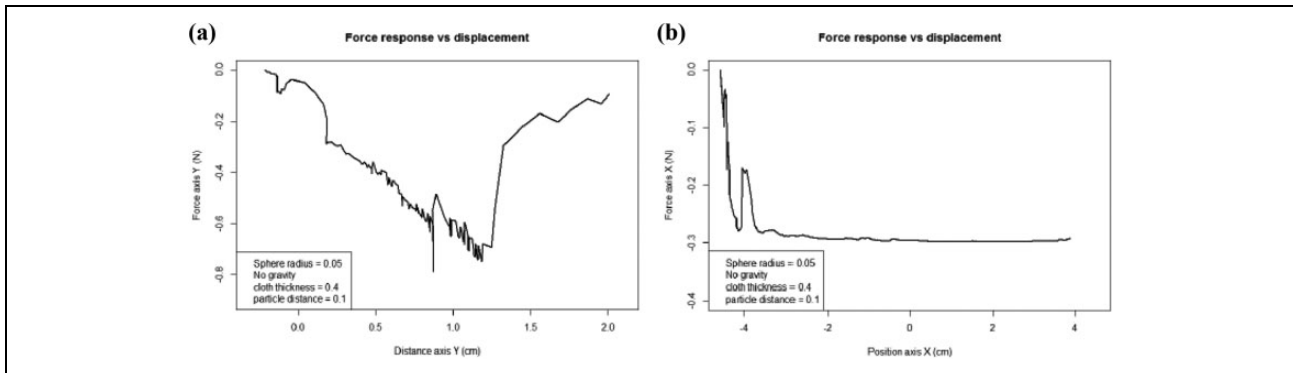 (a)
Force response vs displacement
0.0
-0.2
-0.4
-0.6
-0.8
Force axis Y (N)
Sphere radius = 0.05
No gravity
cloth thickness = 0.4
particle distance = 0.1
0.0 0.5 1.0 1.5 2.0
Distance axis Y (cm)
(b)
Force response vs displacement
0.0
-0.1
-0.2
-0.3
-0.4
Force axis X (N)
Sphere radius = 0.05
No gravity
cloth thickness = 0.4
particle distance = 0.1
-4 -2 0 2 4
Position axis X (cm)